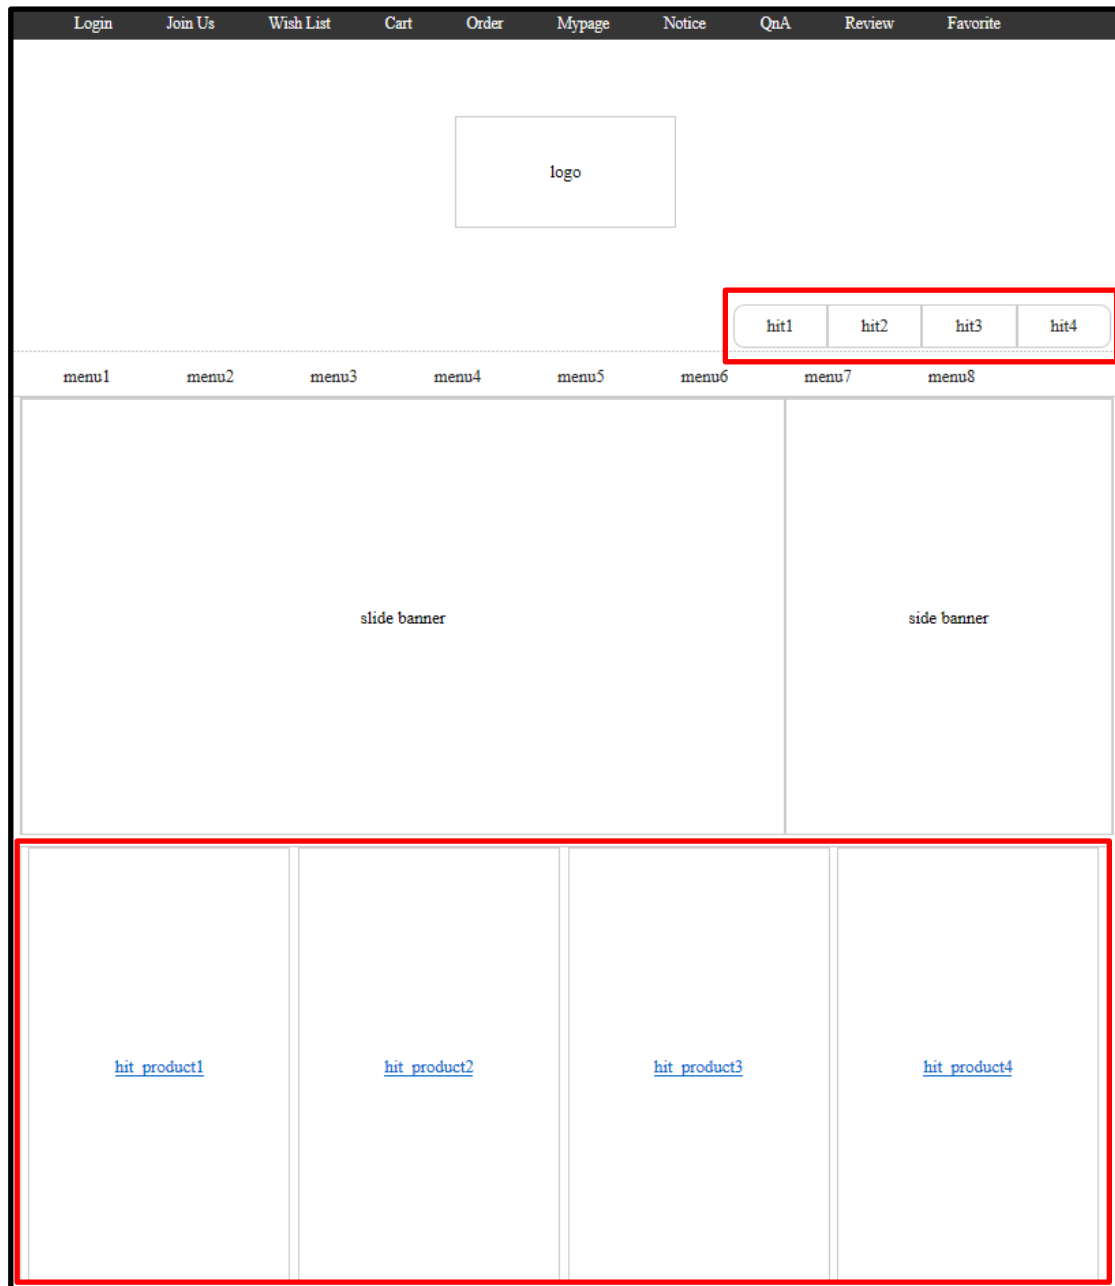 Login Join Us Wish List Cart Order Mypage Notice QnA Review Favorite
logo
hit1 hit2 hit3 hit4
menu1 menu2 menu3 menu4 menu5 menu6 menu7 menu8
slide banner side banner
hit_product1 hit_product2 hit_product3 hit_product4